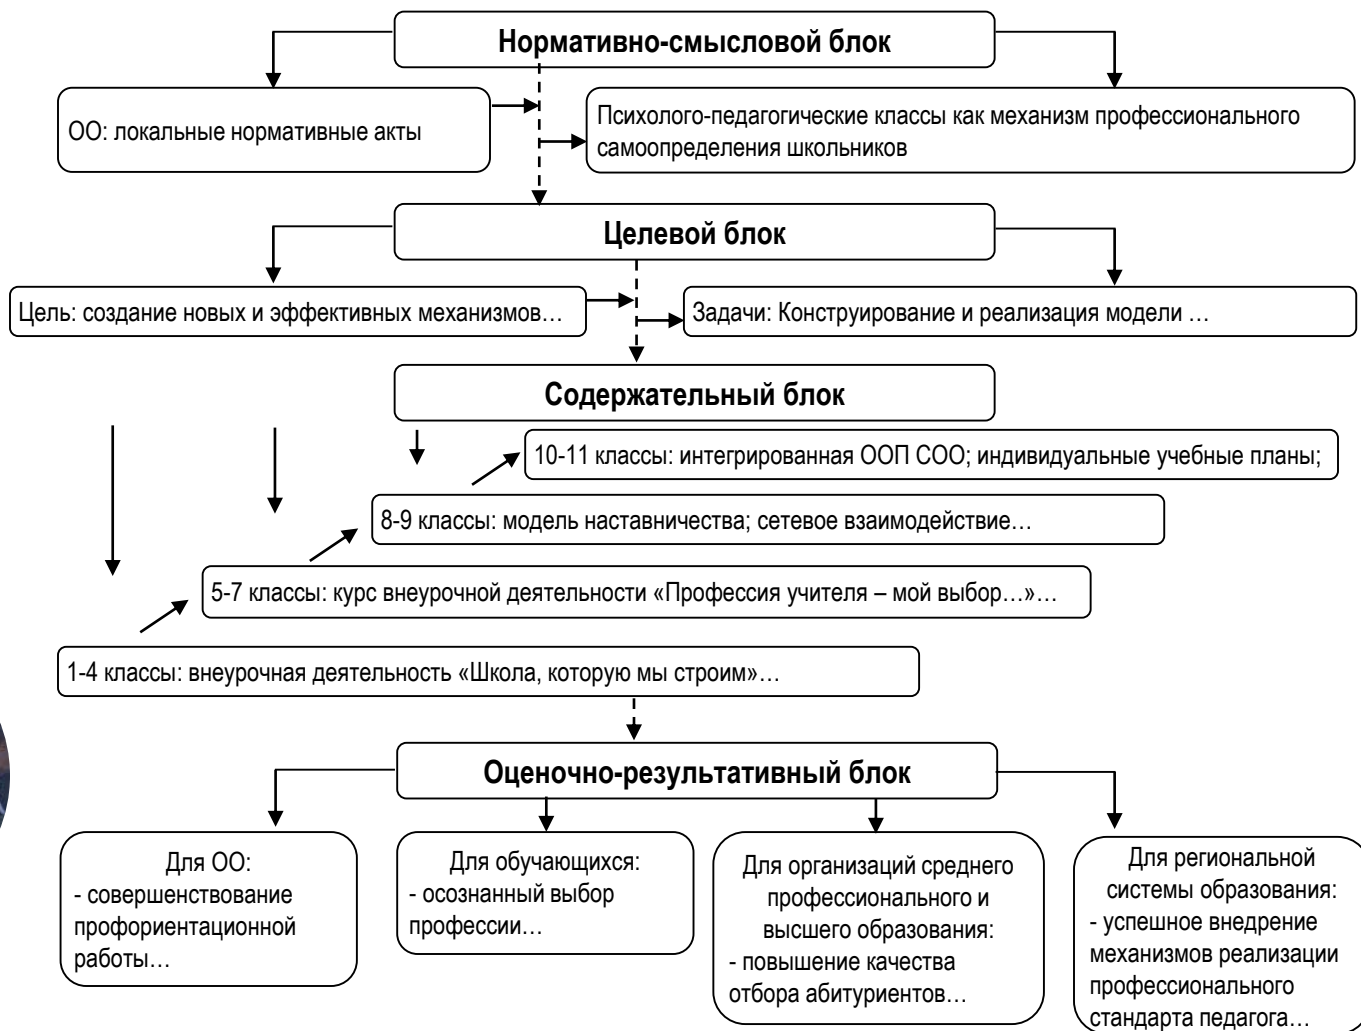 Нормативно-смысловой блок
ОО: локальные нормативные акты
Психолого-педагогические классы как механизм профессионального
самоопределения школьников
Целевой блок
Цель: создание новых и эффективных механизмов…
Задачи: Конструирование и реализация модели …
Содержательный блок
10-11 классы: интегрированная ООП СОО; индивидуальные учебные планы;
8-9 классы: модель наставничества; сетевое взаимодействие…
5-7 классы: курс внеурочной деятельности «Профессия учителя – мой выбор…»…
1-4 классы: внеурочная деятельность «Школа, которую мы строим»…
Оценочно-результативный блок
Для ОО:
- совершенствование
профориентационной
работы…
Для обучающихся:
- осознанный выбор
профессии…
Для организаций среднего
профессионального и
высшего образования:
- повышение качества
отбора абитуриентов…
Для региональной
системы образования:
- успешное внедрение
механизмов реализации
профессионального
стандарта педагога…